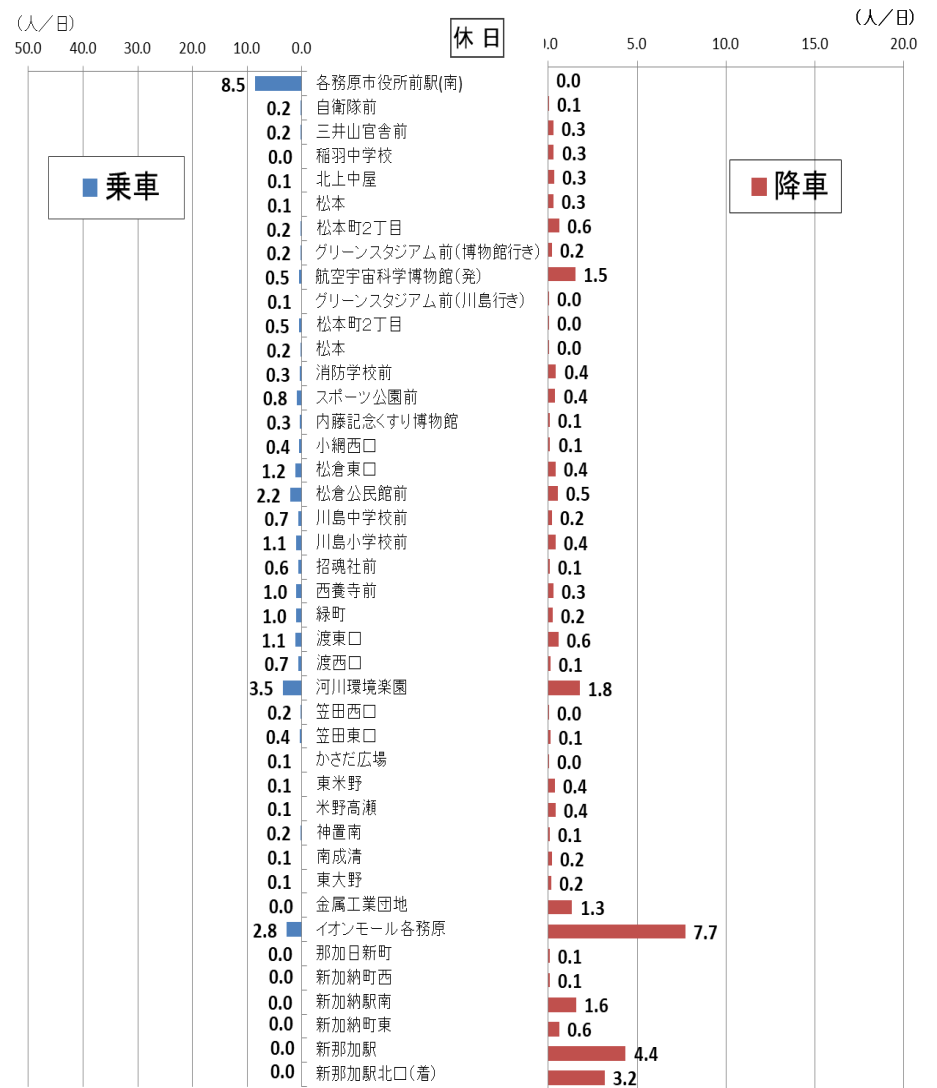 (人／日)
(人／日)
休日
50.0 40.0 30.0 20.0 10.0 0.0
0.0 5.0 10.0 15.0 20.0
乗車
降車
8.5 各務原市役所前駅(南) 0.0
0.2 自衛隊前 0.1
0.2 三井山官舎前 0.3
0.0 稲羽中学校 0.3
0.1 北上中屋 0.3
0.1 松本 0.3
0.2 松本町2丁目 0.6
0.2 グリーンスタジアム前(博物館行き) 0.2
0.5 航空宇宙科学博物館(発) 1.5
0.1 グリーンスタジアム前(川島行き) 0.0
0.5 松本町2丁目 0.0
0.2 松本 0.0
0.3 消防学校前 0.4
0.8 スポーツ公園前 0.4
0.3 内藤記念くすり博物館 0.1
0.4 小網西口 0.1
1.2 松倉東口 0.4
2.2 松倉公民館前 0.5
0.7 川島中学校前 0.2
1.1 川島小学校前 0.4
0.6 招魂社前 0.1
1.0 西養寺前 0.3
1.0 緑町 0.2
1.1 渡東口 0.6
0.7 渡西口 0.1
3.5 河川環境楽園 1.8
0.2 笠田西口 0.0
0.4 笠田東口 0.1
0.1 かさだ広場 0.0
0.1 東米野 0.4
0.1 米野高瀬 0.4
0.2 神置南 0.1
0.1 南成清 0.2
0.1 東大野 0.2
0.0 金属工業団地 1.3
2.8 イオンモール各務原 7.7
0.0 那加日新町 0.1
0.0 新加納町西 0.1
0.0 新加納駅南 1.6
0.0 新加納町東 0.6
0.0 新那加駅 4.4
0.0 新那加駅北口(着) 3.2